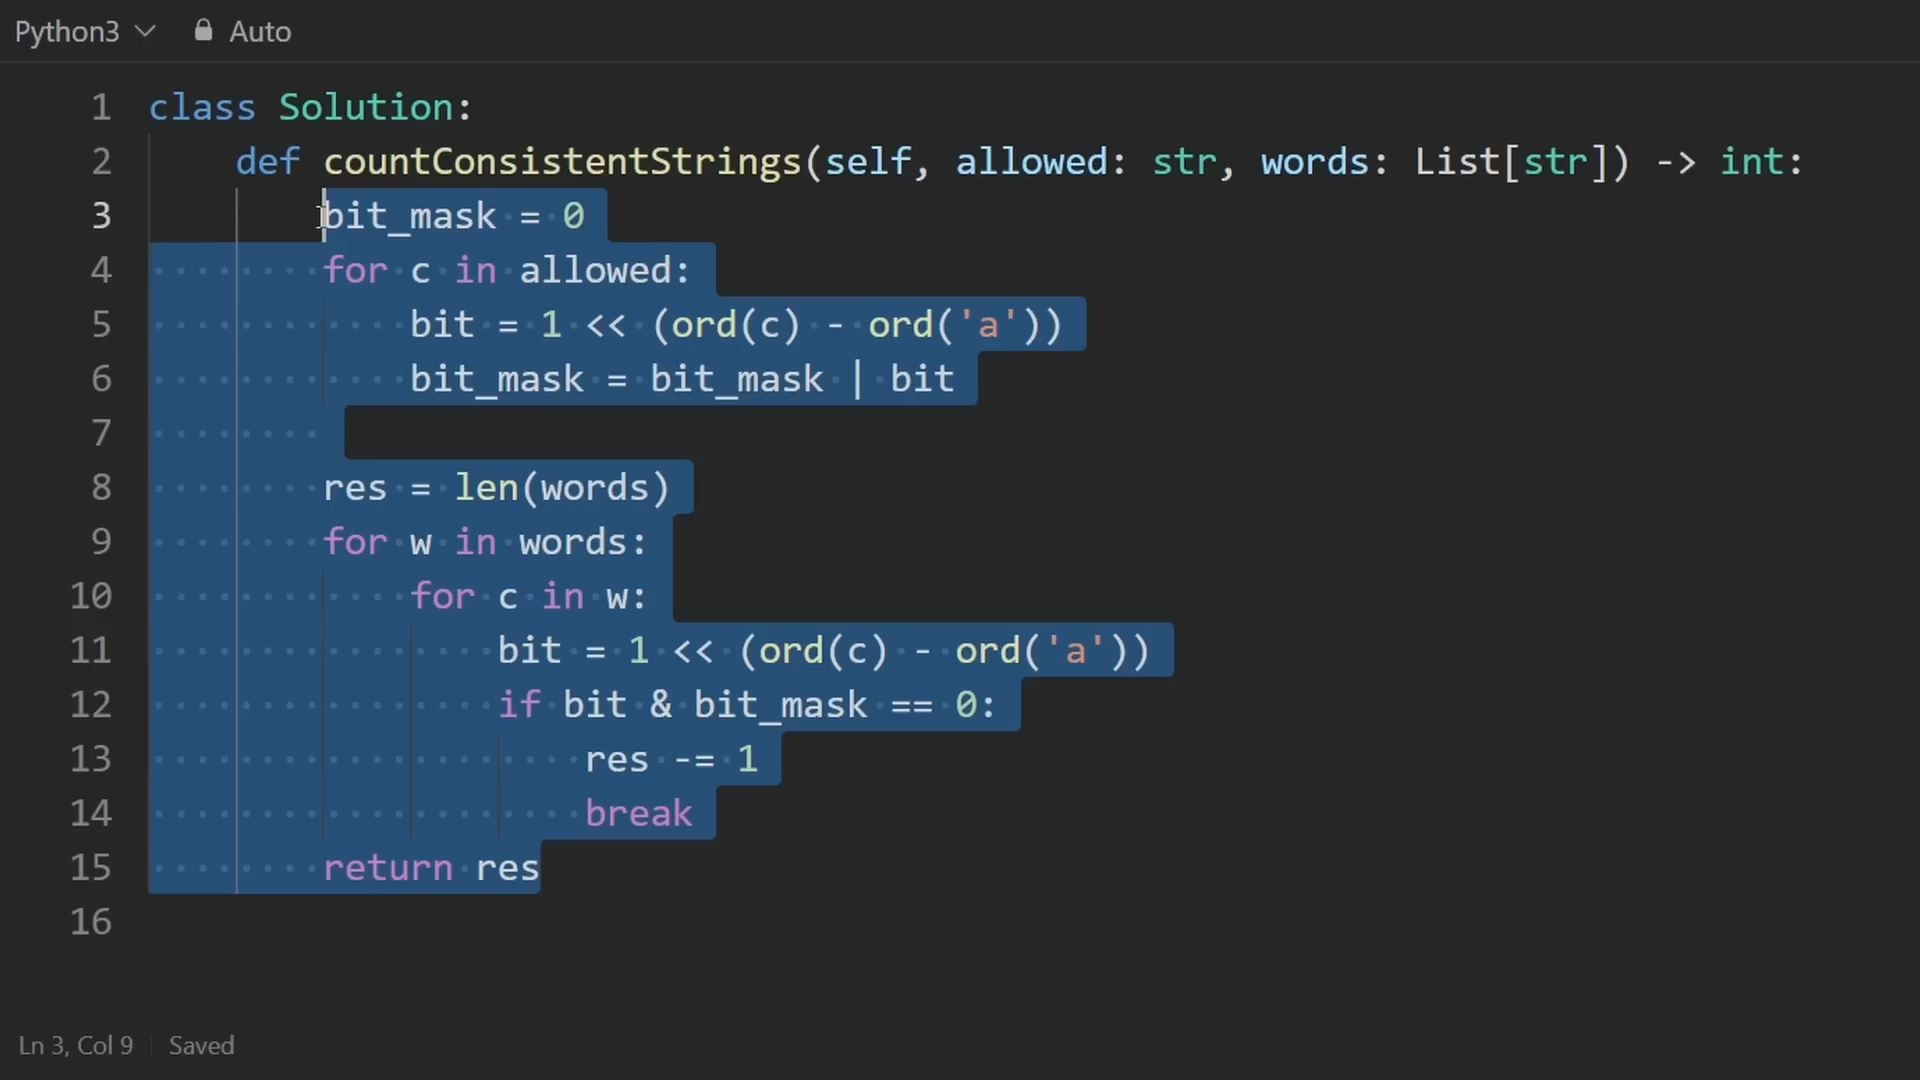 Python3 Auto
1 class Solution:
2 def countConsistentStrings(self, allowed: str, words: List[str]) -> int:
3 bit_mask = 0
4 for c in allowed:
5 bit = 1 << (ord(c) - ord('a'))
6 bit_mask = bit_mask | bit
7
8 res = len(words)
9 for w in words:
10 for c in w:
11 bit = 1 << (ord(c) - ord('a'))
12 if bit & bit_mask == 0:
13 res -= 1
14 break
15 return res
16
Ln 3, Col 9 Saved